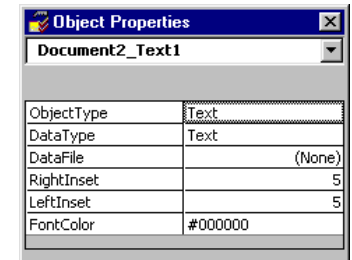 Object Properties
Document2_Text1
ObjectType Text
DataType Text
DataFile (None)
RightInset 5
LeftInset 5
FontColor #000000